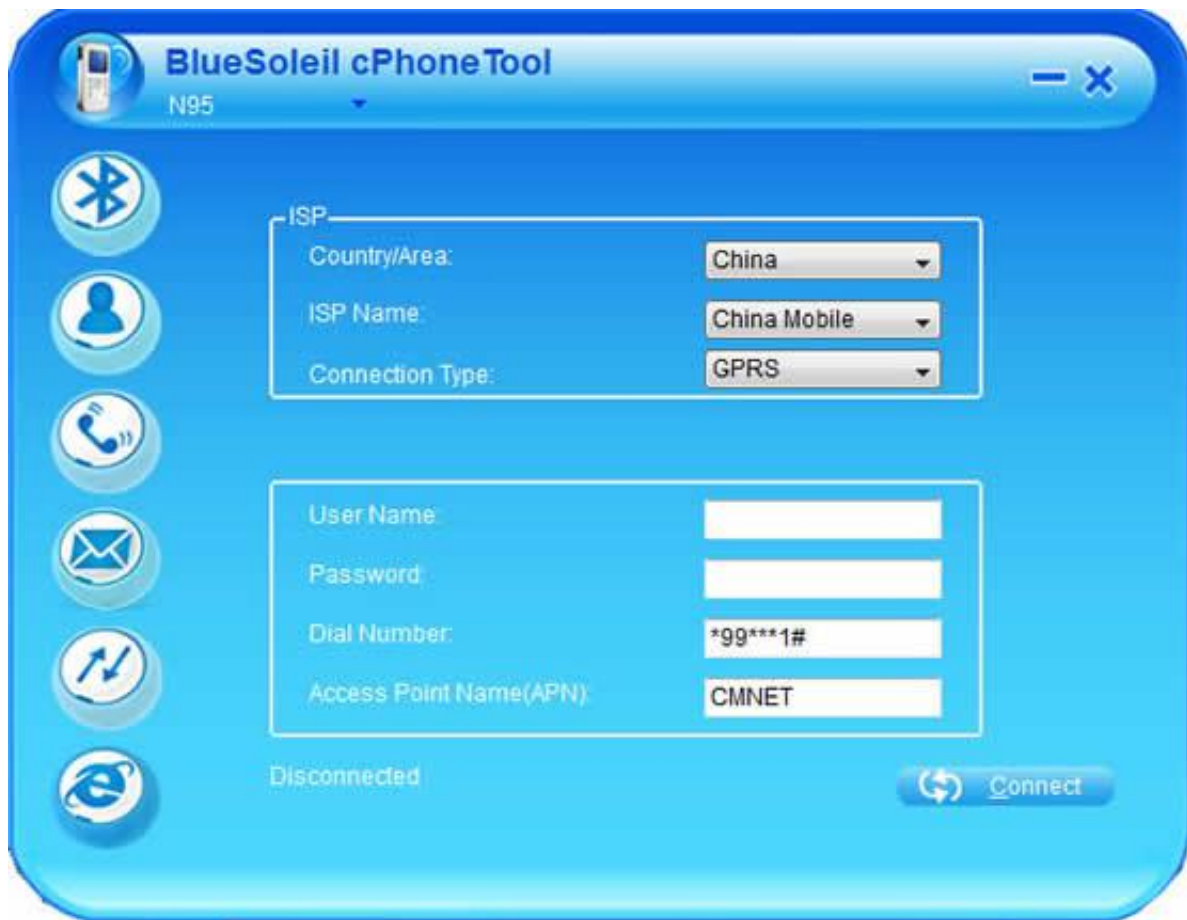 BlueSoleil cPhoneTool
N95
ISP
Country/Area: China
ISP Name: China Mobile
Connection Type: GPRS
User Name:
Password:
Dial Number: *99***1#
Access Point Name(APN): CMNET
Disconnected
Connect